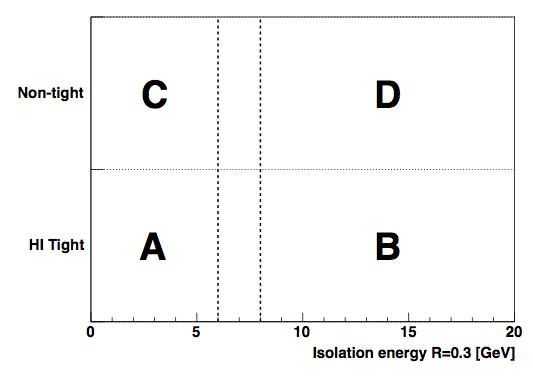 Non-tight
C
D
HI Tight
A
B
0 5 10 15 20
Isolation energy R=0.3 [GeV]